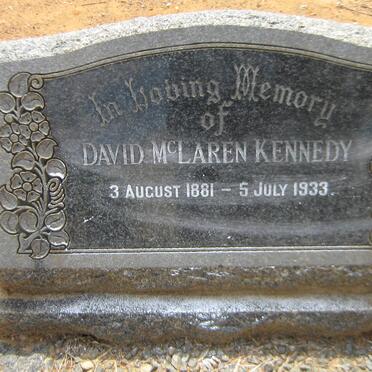 In Loving Memory
of
DAVID McLAREN KENNEDY
3 AUGUST 1881 – 5 JULY 1933.